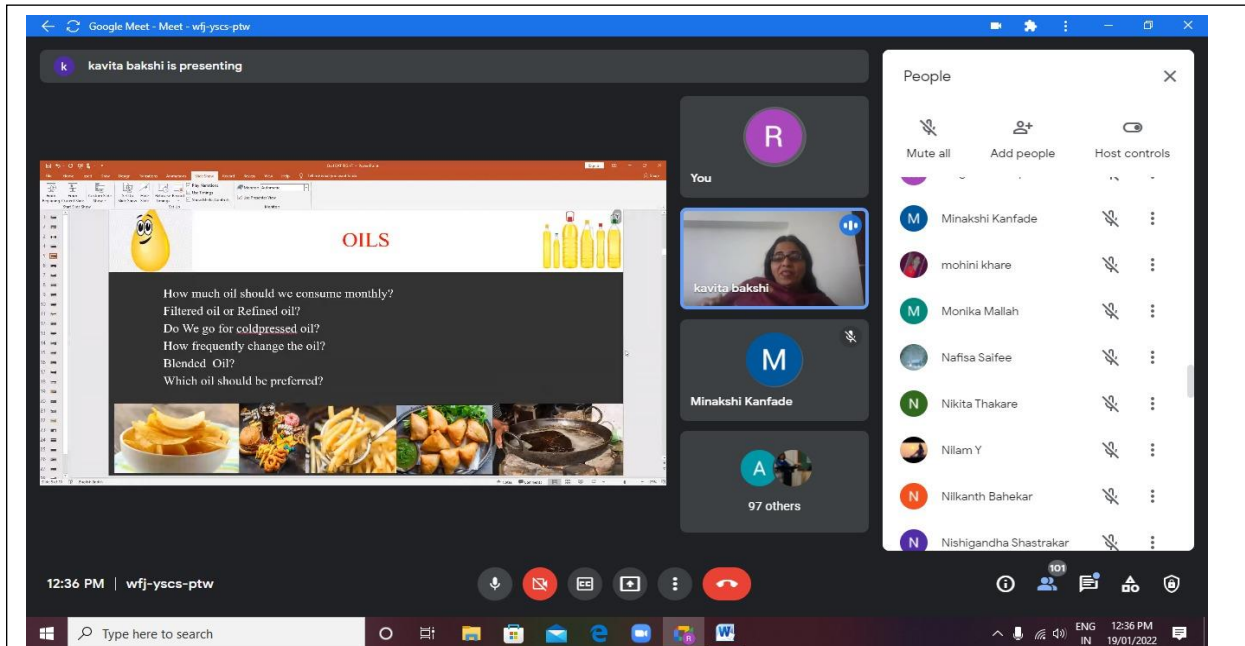 Google Meet - Meet - wfj-yscs-ptw
k
kavita bakshi is presenting
OILS
How much oil should we consume monthly?
Filtered oil or Refined oil?
Do We go for coldpressed oil?
How frequently change the oil?
Blended Oil?
Which oil should be preferred?
R
You
kavita bakshi
M
Minakshi Kanfade
A
97 others
People
Mute all
Add people
Host controls
M Minakshi Kanfade
mohini khare
M Monika Mallah
Nafisa Saifee
N Nikita Thakare
Nilam Y
N Nilkanth Bahekar
N Nishigandha Shastrakar
12:36 PM | wfj-yscs-ptw
CC
101
Type here to search
R
W
ENG
IN
12:36 PM
19/01/2022